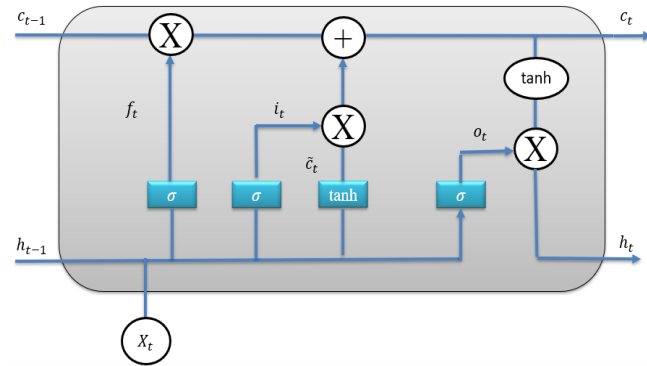 c_{t-1}
X
+
c_t
tanh
f_t
i_t
X
o_t
X
c̃_t
σ
σ
tanh
σ
h_{t-1}
h_t
X_t